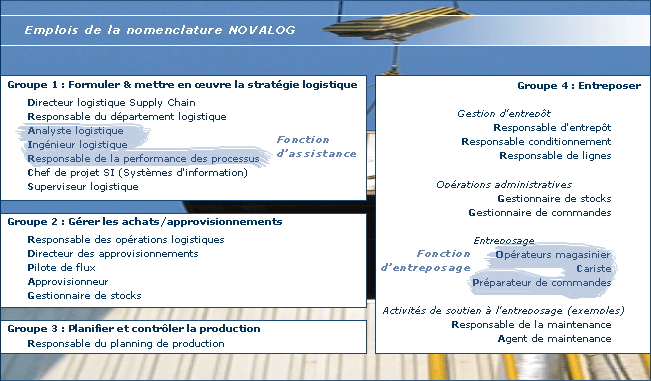 Emplois de la nomenclature NOVALOG
Groupe 1 : Formuler & mettre en œuvre la stratégie logistique
Directeur logistique Supply Chain
Responsable du département logistique
Analyste logistique
Ingénieur logistique
Responsable de la performance des processus
Chef de projet SI (Systèmes d'information)
Superviseur logistique
Fonction
d'assistance
Groupe 2 : Gérer les achats/approvisionnements
Responsable des opérations logistiques
Directeur des approvisionnements
Pilote de flux
Approvisionneur
Gestionnaire de stocks
Groupe 3 : Planifier et contrôler la production
Responsable du planning de production
Groupe 4 : Entreposer
Gestion d'entrepôt
Responsable d'entrepôt
Responsable conditionnement
Responsable de lignes
Opérations administratives
Gestionnaire de stocks
Gestionnaire de commandes
Entreposage
Fonction
d'entreposage
Opérateurs magasinier
Cariste
Préparateur de commandes
Activités de soutien à l'entreposage (exemples)
Responsable de la maintenance
Agent de maintenance